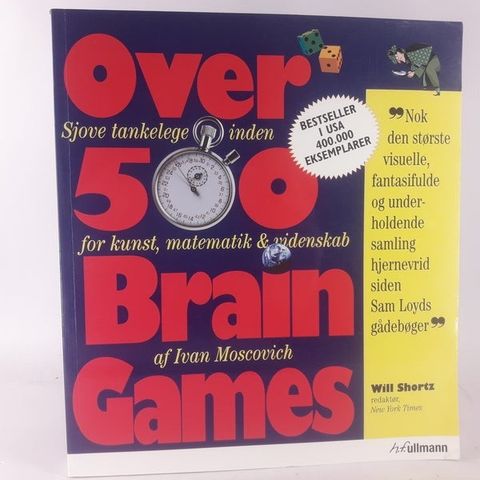 Over
Sjove tankelege inden
500
for kunst, matematik & videnskab
Brain
af Ivan Moscovich
Games
BESTSELLER
I USA
400.000
EKSEMPLARER
”Nok
den største
visuelle,
fantasifulde
og under-
holdende
samling
hjernevrid
siden
Sam Loyds
gådebøger”
Will Shortz
redaktør,
New York Times
h.f.ullmann